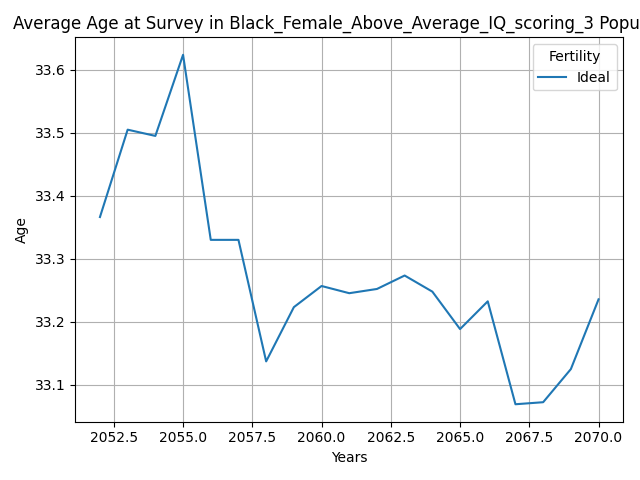 Average Age at Survey in Black_Female_Above_Average_IQ_scoring_3 Popu
Fertility
Ideal
33.6
33.5
33.4
33.3
33.2
33.1
Age
2052.5 2055.0 2057.5 2060.0 2062.5 2065.0 2067.5 2070.0
Years